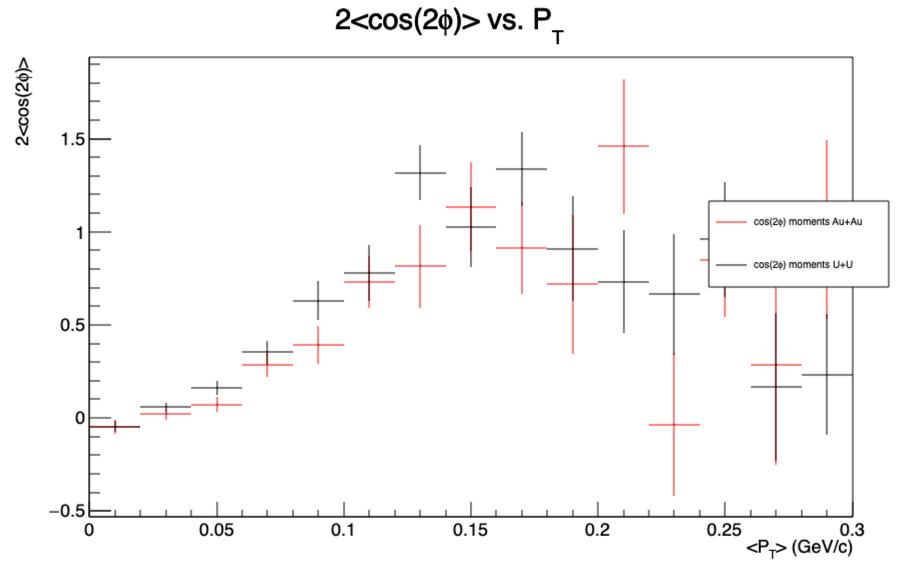 2<cos(2ϕ)> vs. P_T
2<cos(2ϕ)>
1.5
1
0.5
0
−0.5
0 0.05 0.1 0.15 0.2 0.25 0.3
<P_T> (GeV/c)
cos(2ϕ) moments Au+Au
cos(2ϕ) moments U+U